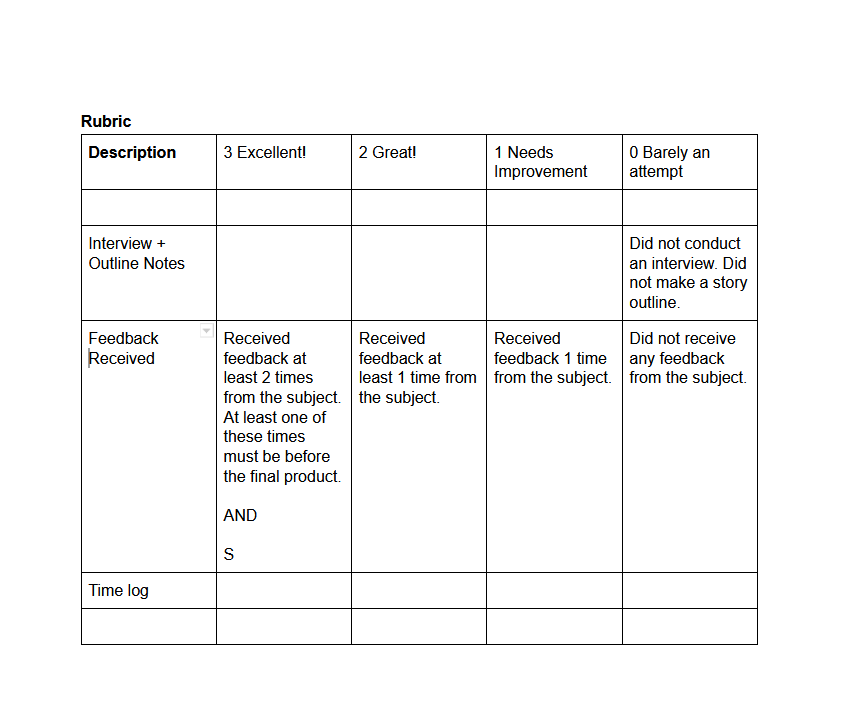 Rubric
Description
3 Excellent!
2 Great!
1 Needs
Improvement
0 Barely an
attempt
Interview +
Outline Notes
Did not conduct
an interview. Did
not make a story
outline.
Feedback
Received
Received
feedback at
least 2 times
from the subject.
At least one of
these times
must be before
the final product.
AND
S
Received
feedback at
least 1 time from
the subject.
Received
feedback 1 time
from the subject.
Did not receive
any feedback
from the subject.
Time log